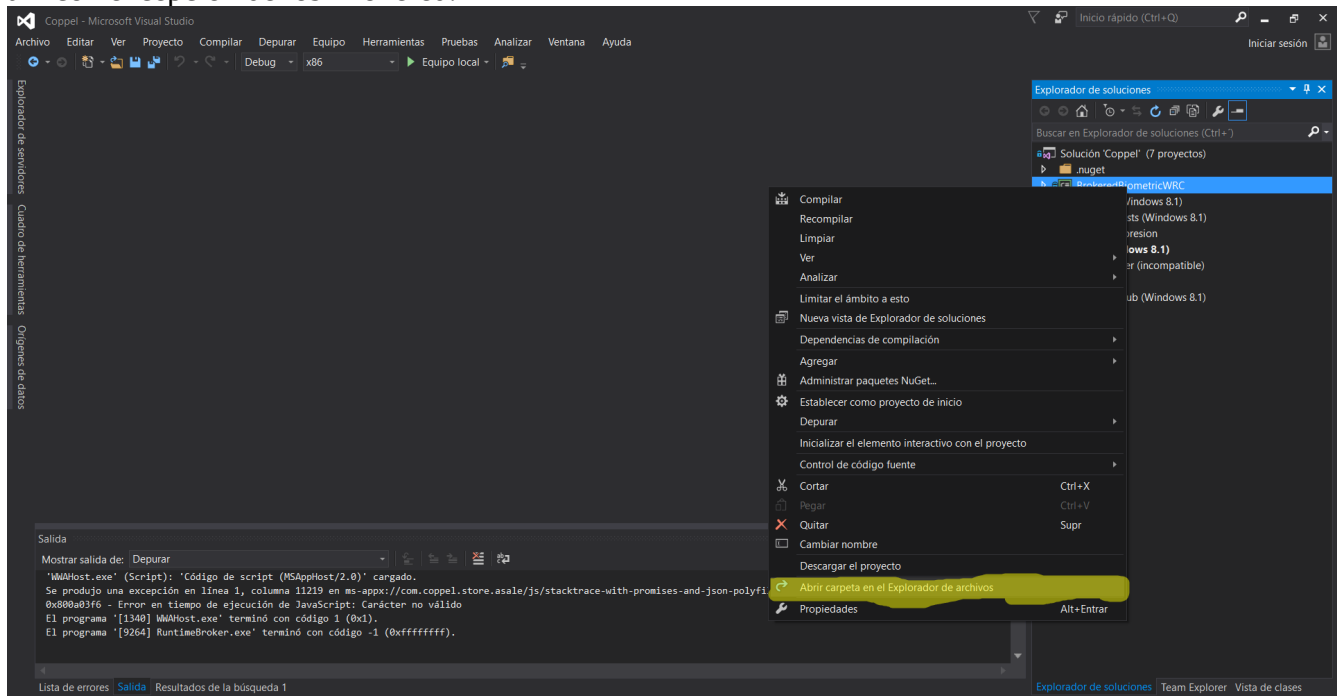 Coppel - Microsoft Visual Studio
Inicio rápido (Ctrl+Q)
Archivo Editar Ver Proyecto Compilar Depurar Equipo Herramientas Pruebas Analizar Ventana Ayuda
Iniciar sesión
Debug x86 Equipo local
Explorador de servidores
Cuadro de herramientas
Orígenes de datos
Explorador de soluciones
Buscar en Explorador de soluciones (Ctrl+¨)
Solución 'Coppel' (7 proyectos)
.nuget
BrokeredBiometricWRC
Windows 8.1)
sts (Windows 8.1)
presion
lows 8.1)
er (incompatible)
ub (Windows 8.1)
Compilar
Recompilar
Limpiar
Ver
Analizar
Limitar el ámbito a esto
Nueva vista de Explorador de soluciones
Dependencias de compilación
Agregar
Administrar paquetes NuGet...
Establecer como proyecto de inicio
Depurar
Inicializar el elemento interactivo con el proyecto
Control de código fuente
Cortar Ctrl+X
Pegar Ctrl+V
Quitar Supr
Cambiar nombre
Descargar el proyecto
Abrir carpeta en el Explorador de archivos
Propiedades Alt+Entrar
Salida
Mostrar salida de: Depurar
'WWAHost.exe' (Script): 'Código de script (MSAppHost/2.0)' cargado.
Se produjo una excepción en línea 1, columna 11219 en ms-appx://com.coppel.store.asale/js/stacktrace-with-promises-and-json-polyfi
0x800a03f6 - Error en tiempo de ejecución de JavaScript: Carácter no válido
El programa '[1340] WWAHost.exe' terminó con código 1 (0x1).
El programa '[9264] RuntimeBroker.exe' terminó con código -1 (0xffffffff).
Lista de errores Salida Resultados de la búsqueda 1
Explorador de soluciones Team Explorer Vista de clases